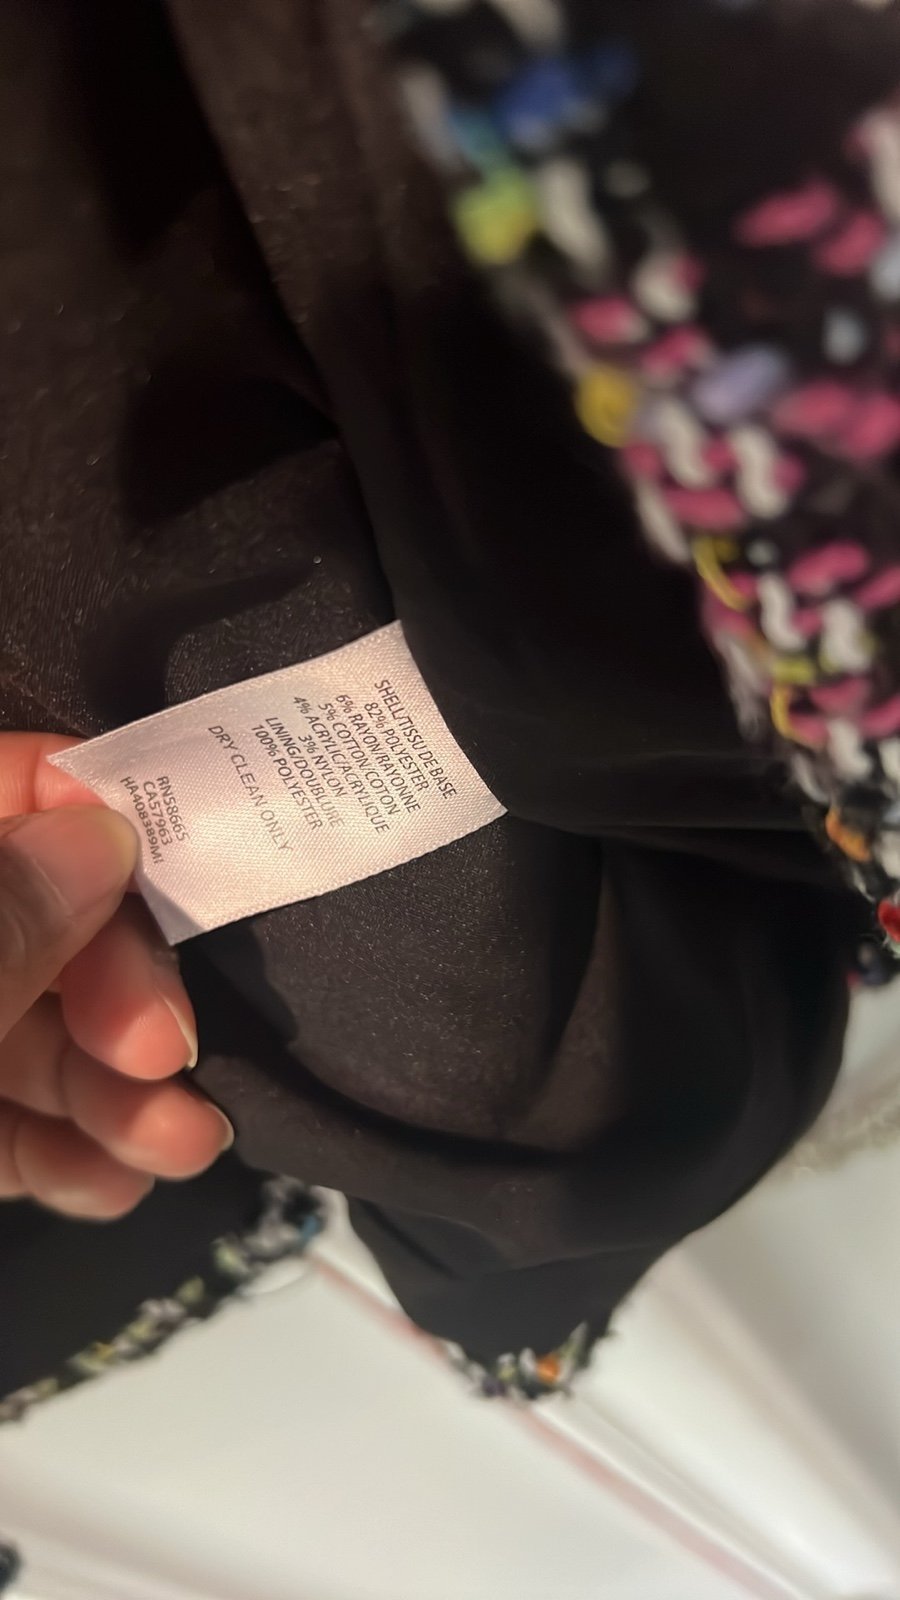 SHELL/TISSU DE BASE
82% POLYESTER
6% RAYON/RAYONNE
5% COTTON/COTON
4% ACRYLIC/ACRYLIQUE
3% NYLON
LINING/DOUBLURE
100% POLYESTER
DRY CLEAN ONLY
RN58665
CA57963
HA408389MI